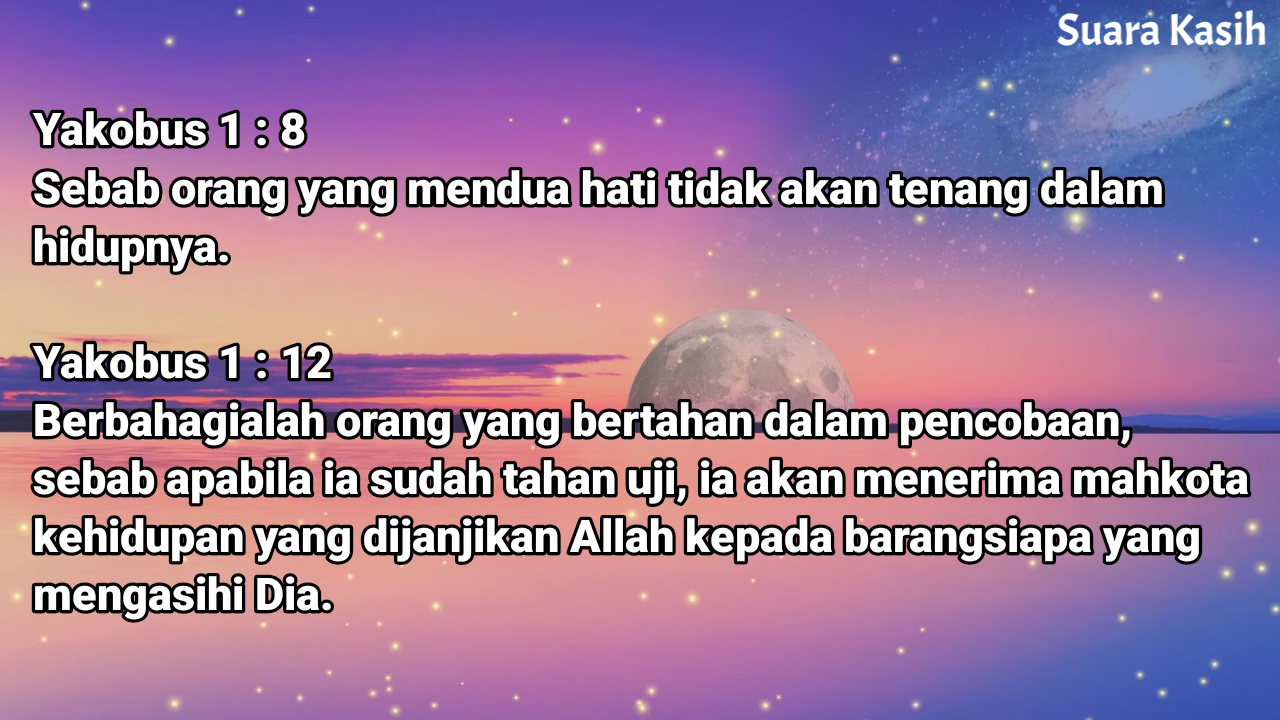 Suara Kasih
Yakobus 1 : 8
Sebab orang yang mendua hati tidak akan tenang dalam
hidupnya.
Yakobus 1 : 12
Berbahagialah orang yang bertahan dalam pencobaan,
sebab apabila ia sudah tahan uji, ia akan menerima mahkota
kehidupan yang dijanjikan Allah kepada barangsiapa yang
mengasihi Dia.